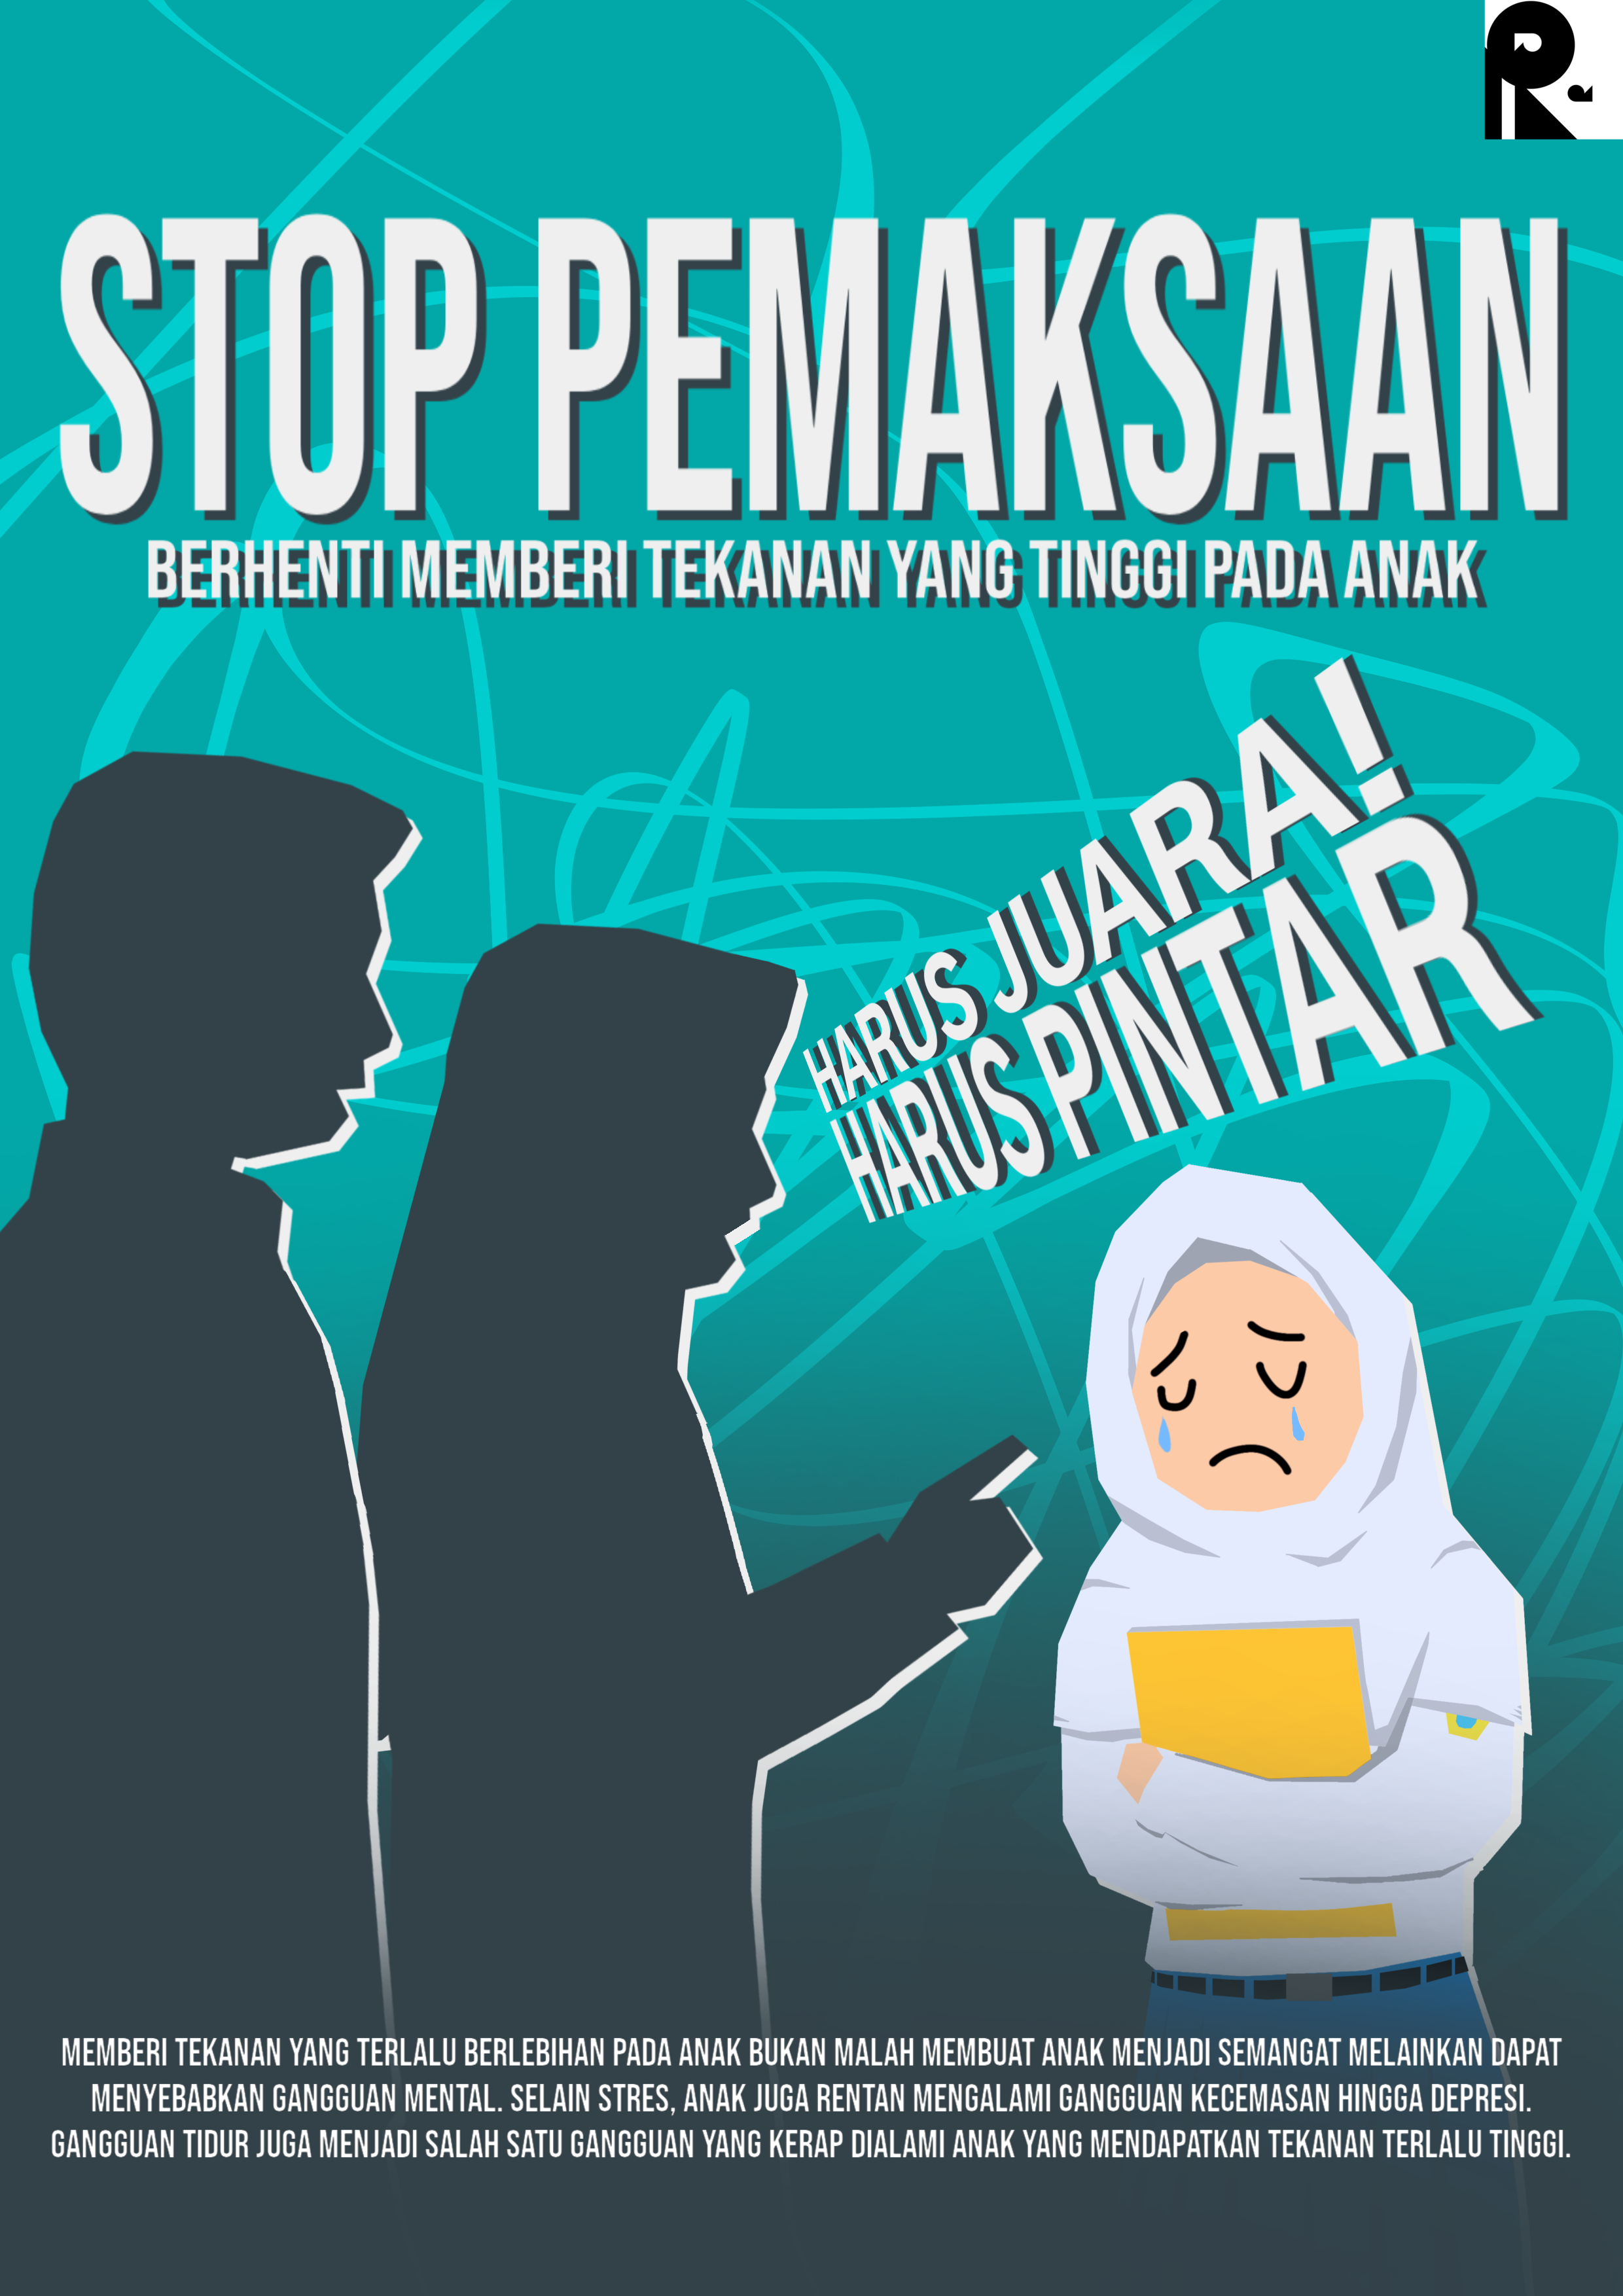 STOP PEMAKSAAN
BERHENTI MEMBERI TEKANAN YANG TINGGI PADA ANAK
HARUS JUARA!
HARUS PINTAR
MEMBERI TEKANAN YANG TERLALU BERLEBIHAN PADA ANAK BUKAN MALAH MEMBUAT ANAK MENJADI SEMANGAT MELAINKAN DAPAT
MENYEBABKAN GANGGUAN MENTAL. SELAIN STRES, ANAK JUGA RENTAN MENGALAMI GANGGUAN KECEMASAN HINGGA DEPRESI.
GANGGUAN TIDUR JUGA MENJADI SALAH SATU GANGGUAN YANG KERAP DIALAMI ANAK YANG MENDAPATKAN TEKANAN TERLALU TINGGI.